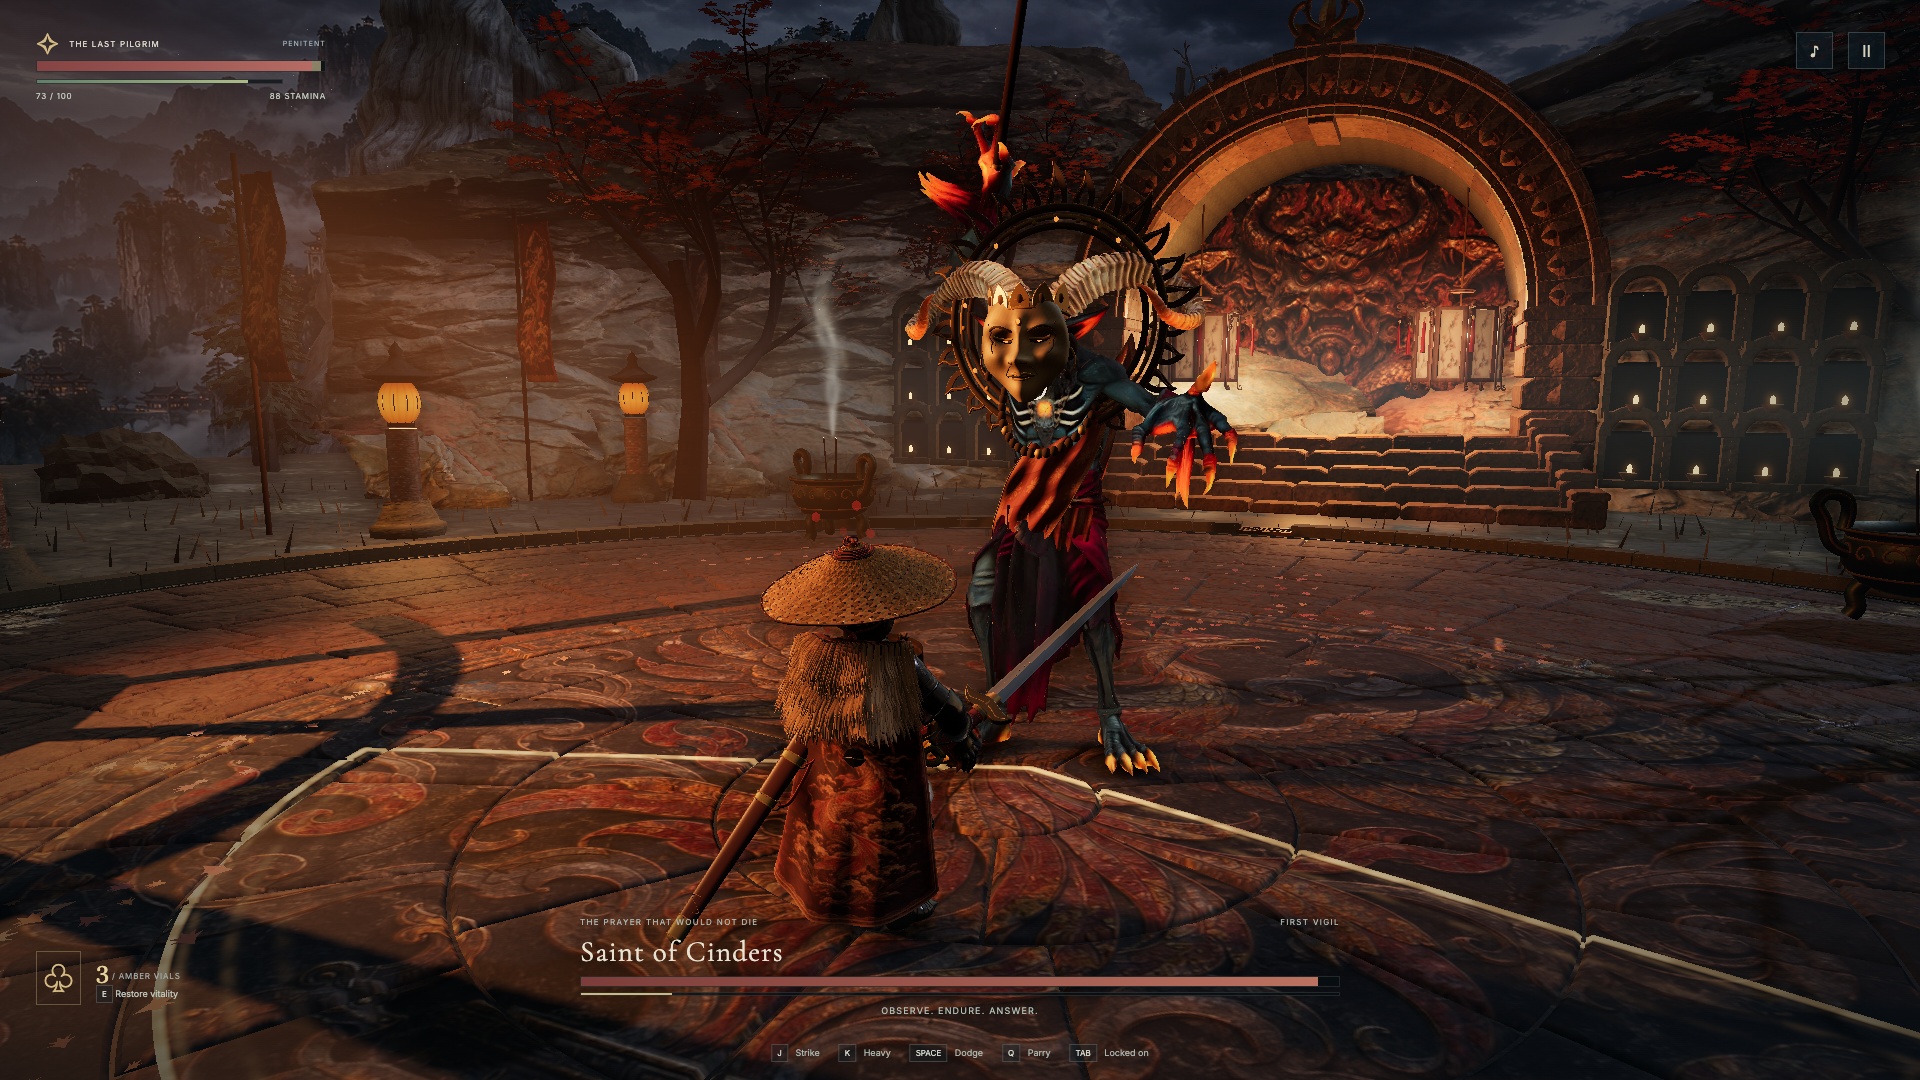 THE LAST PILGRIM
PENITENT
73 / 100
88 STAMINA
THE PRAYER THAT WOULD NOT DIE
FIRST VIGIL
Saint of Cinders
3 / AMBER VIALS
E Restore vitality
OBSERVE. ENDURE. ANSWER.
J Strike K Heavy SPACE Dodge Q Parry TAB Locked on